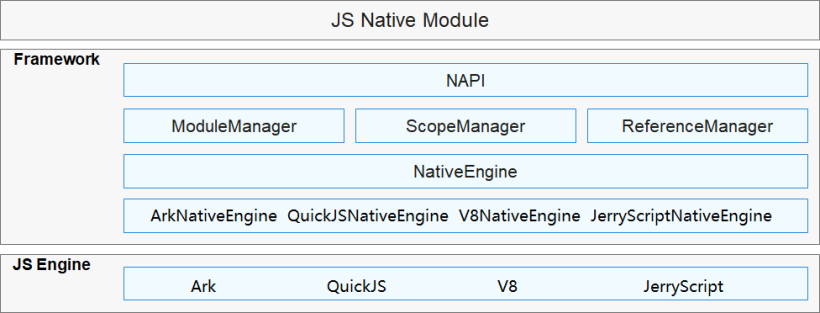 JS Native Module
Framework
NAPI
ModuleManager ScopeManager ReferenceManager
NativeEngine
ArkNativeEngine QuickJSNativeEngine V8NativeEngine JerryScriptNativeEngine
JS Engine
Ark QuickJS V8 JerryScript